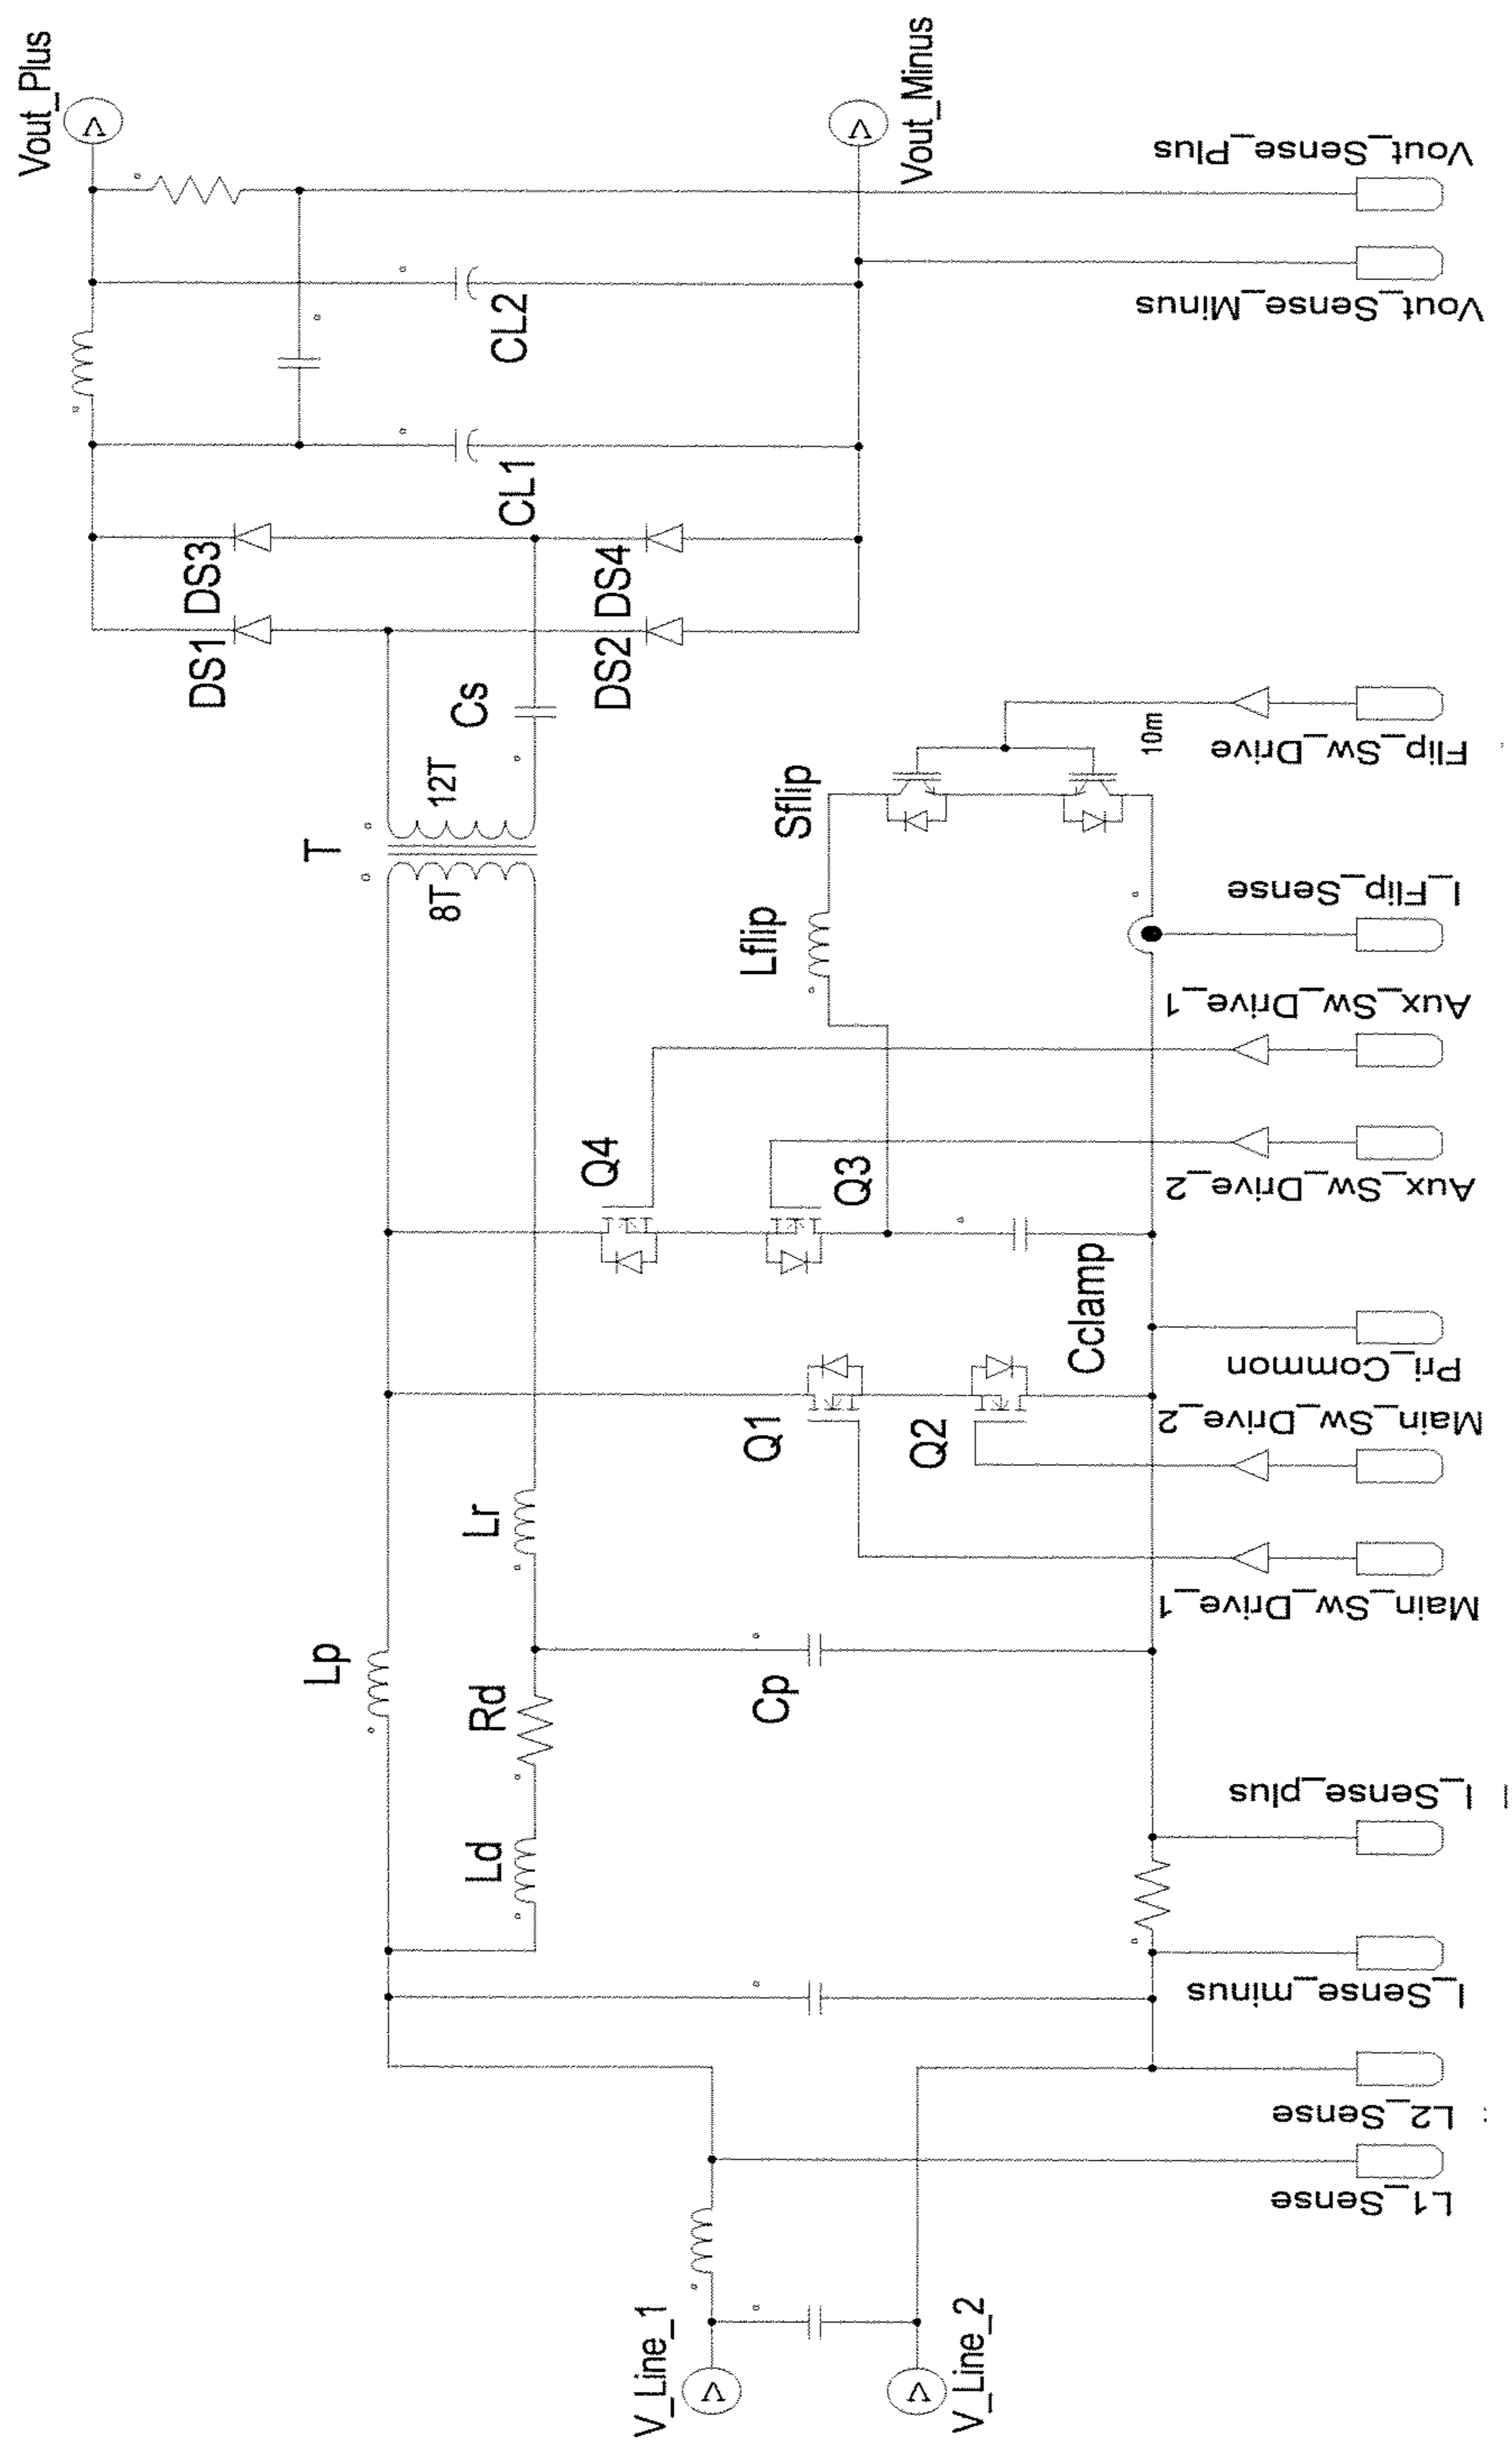 Vout_Plus
Vout_Minus
Vout_Sense_Plus
Vout_Sense_Minus
CL2
CL1
DS3
DS1
DS4
DS2
Cs
12T
T
8T
10m
Flip_Sw_Drive
Sflip
Lflip
I_Flip_Sense
Aux_Sw_Drive_1
Aux_Sw_Drive_2
Q4
Q3
Cclamp
Pri_Common
Q1
Q2
Main_Sw_Drive_2
Main_Sw_Drive_1
Lr
Lp
Rd
Cp
Ld
I_Sense_plus
I_Sense_minus
L2_Sense
L1_Sense
V_Line_1
V_Line_2
V
V
V
V